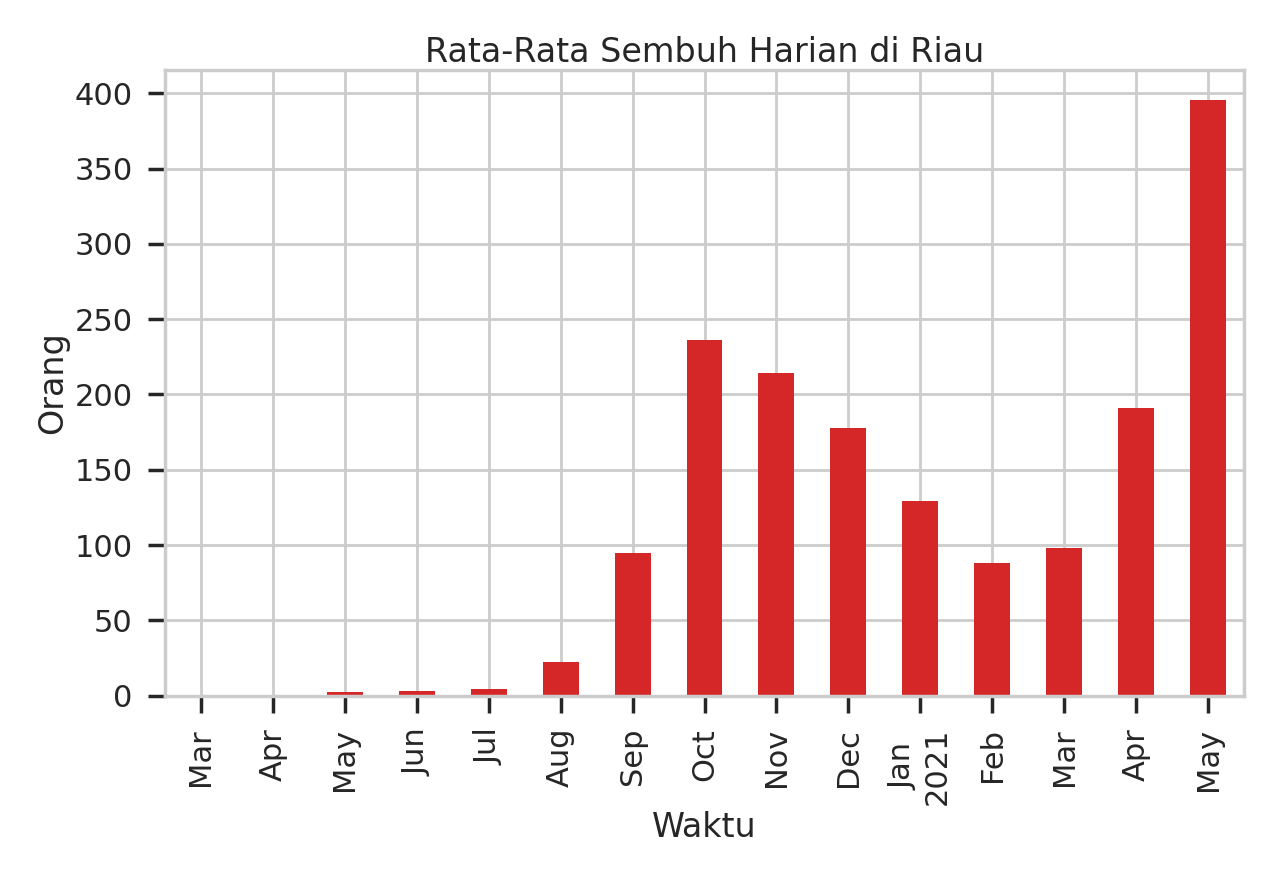 Rata-Rata Sembuh Harian di Riau
400
350
300
250
200
150
100
50
0
Orang
Mar
Apr
May
Jun
Jul
Aug
Sep
Oct
Nov
Dec
Jan
2021
Feb
Mar
Apr
May
Waktu